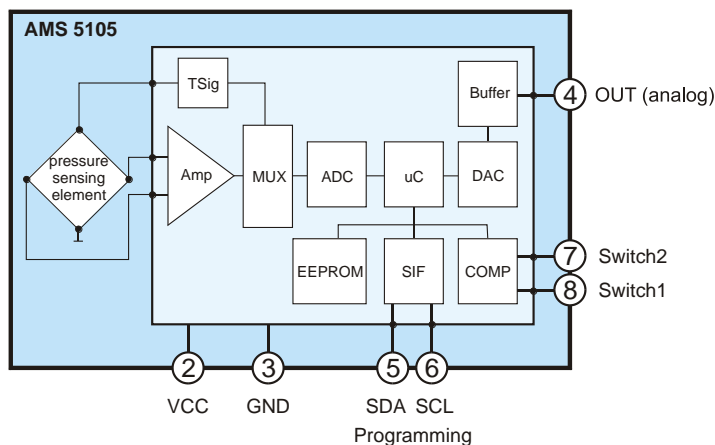 AMS 5105
TSig
Buffer
4 OUT (analog)
pressure
sensing
element
Amp
MUX
ADC
uC
DAC
EEPROM
SIF
COMP
7 Switch2
8 Switch1
2 3 5 6
VCC GND SDA SCL
Programming